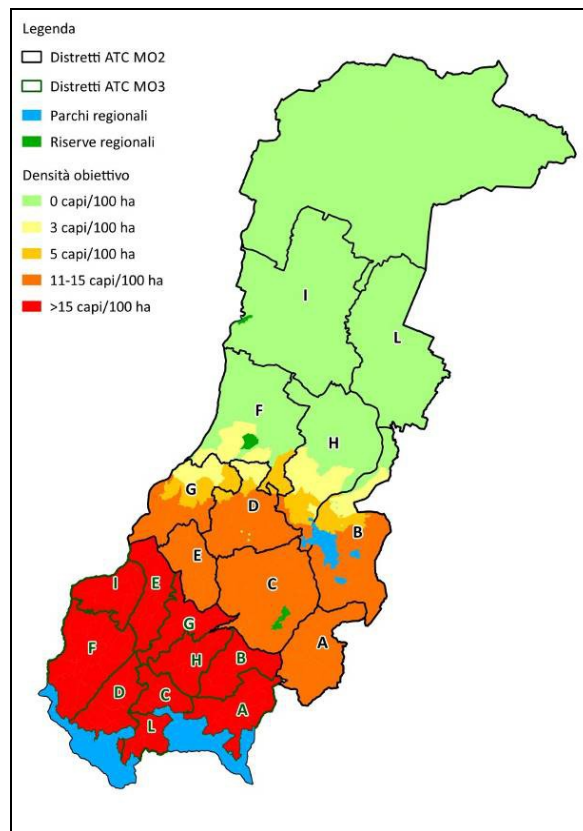 Legenda
Distretti ATC MO2
Distretti ATC MO3
Parchi regionali
Riserve regionali
Densità obiettivo
0 capi/100 ha
3 capi/100 ha
5 capi/100 ha
11-15 capi/100 ha
>15 capi/100 ha
I
L
F
H
G
D
B
E
C
I
E
G
A
F
H
B
D
C
A
L